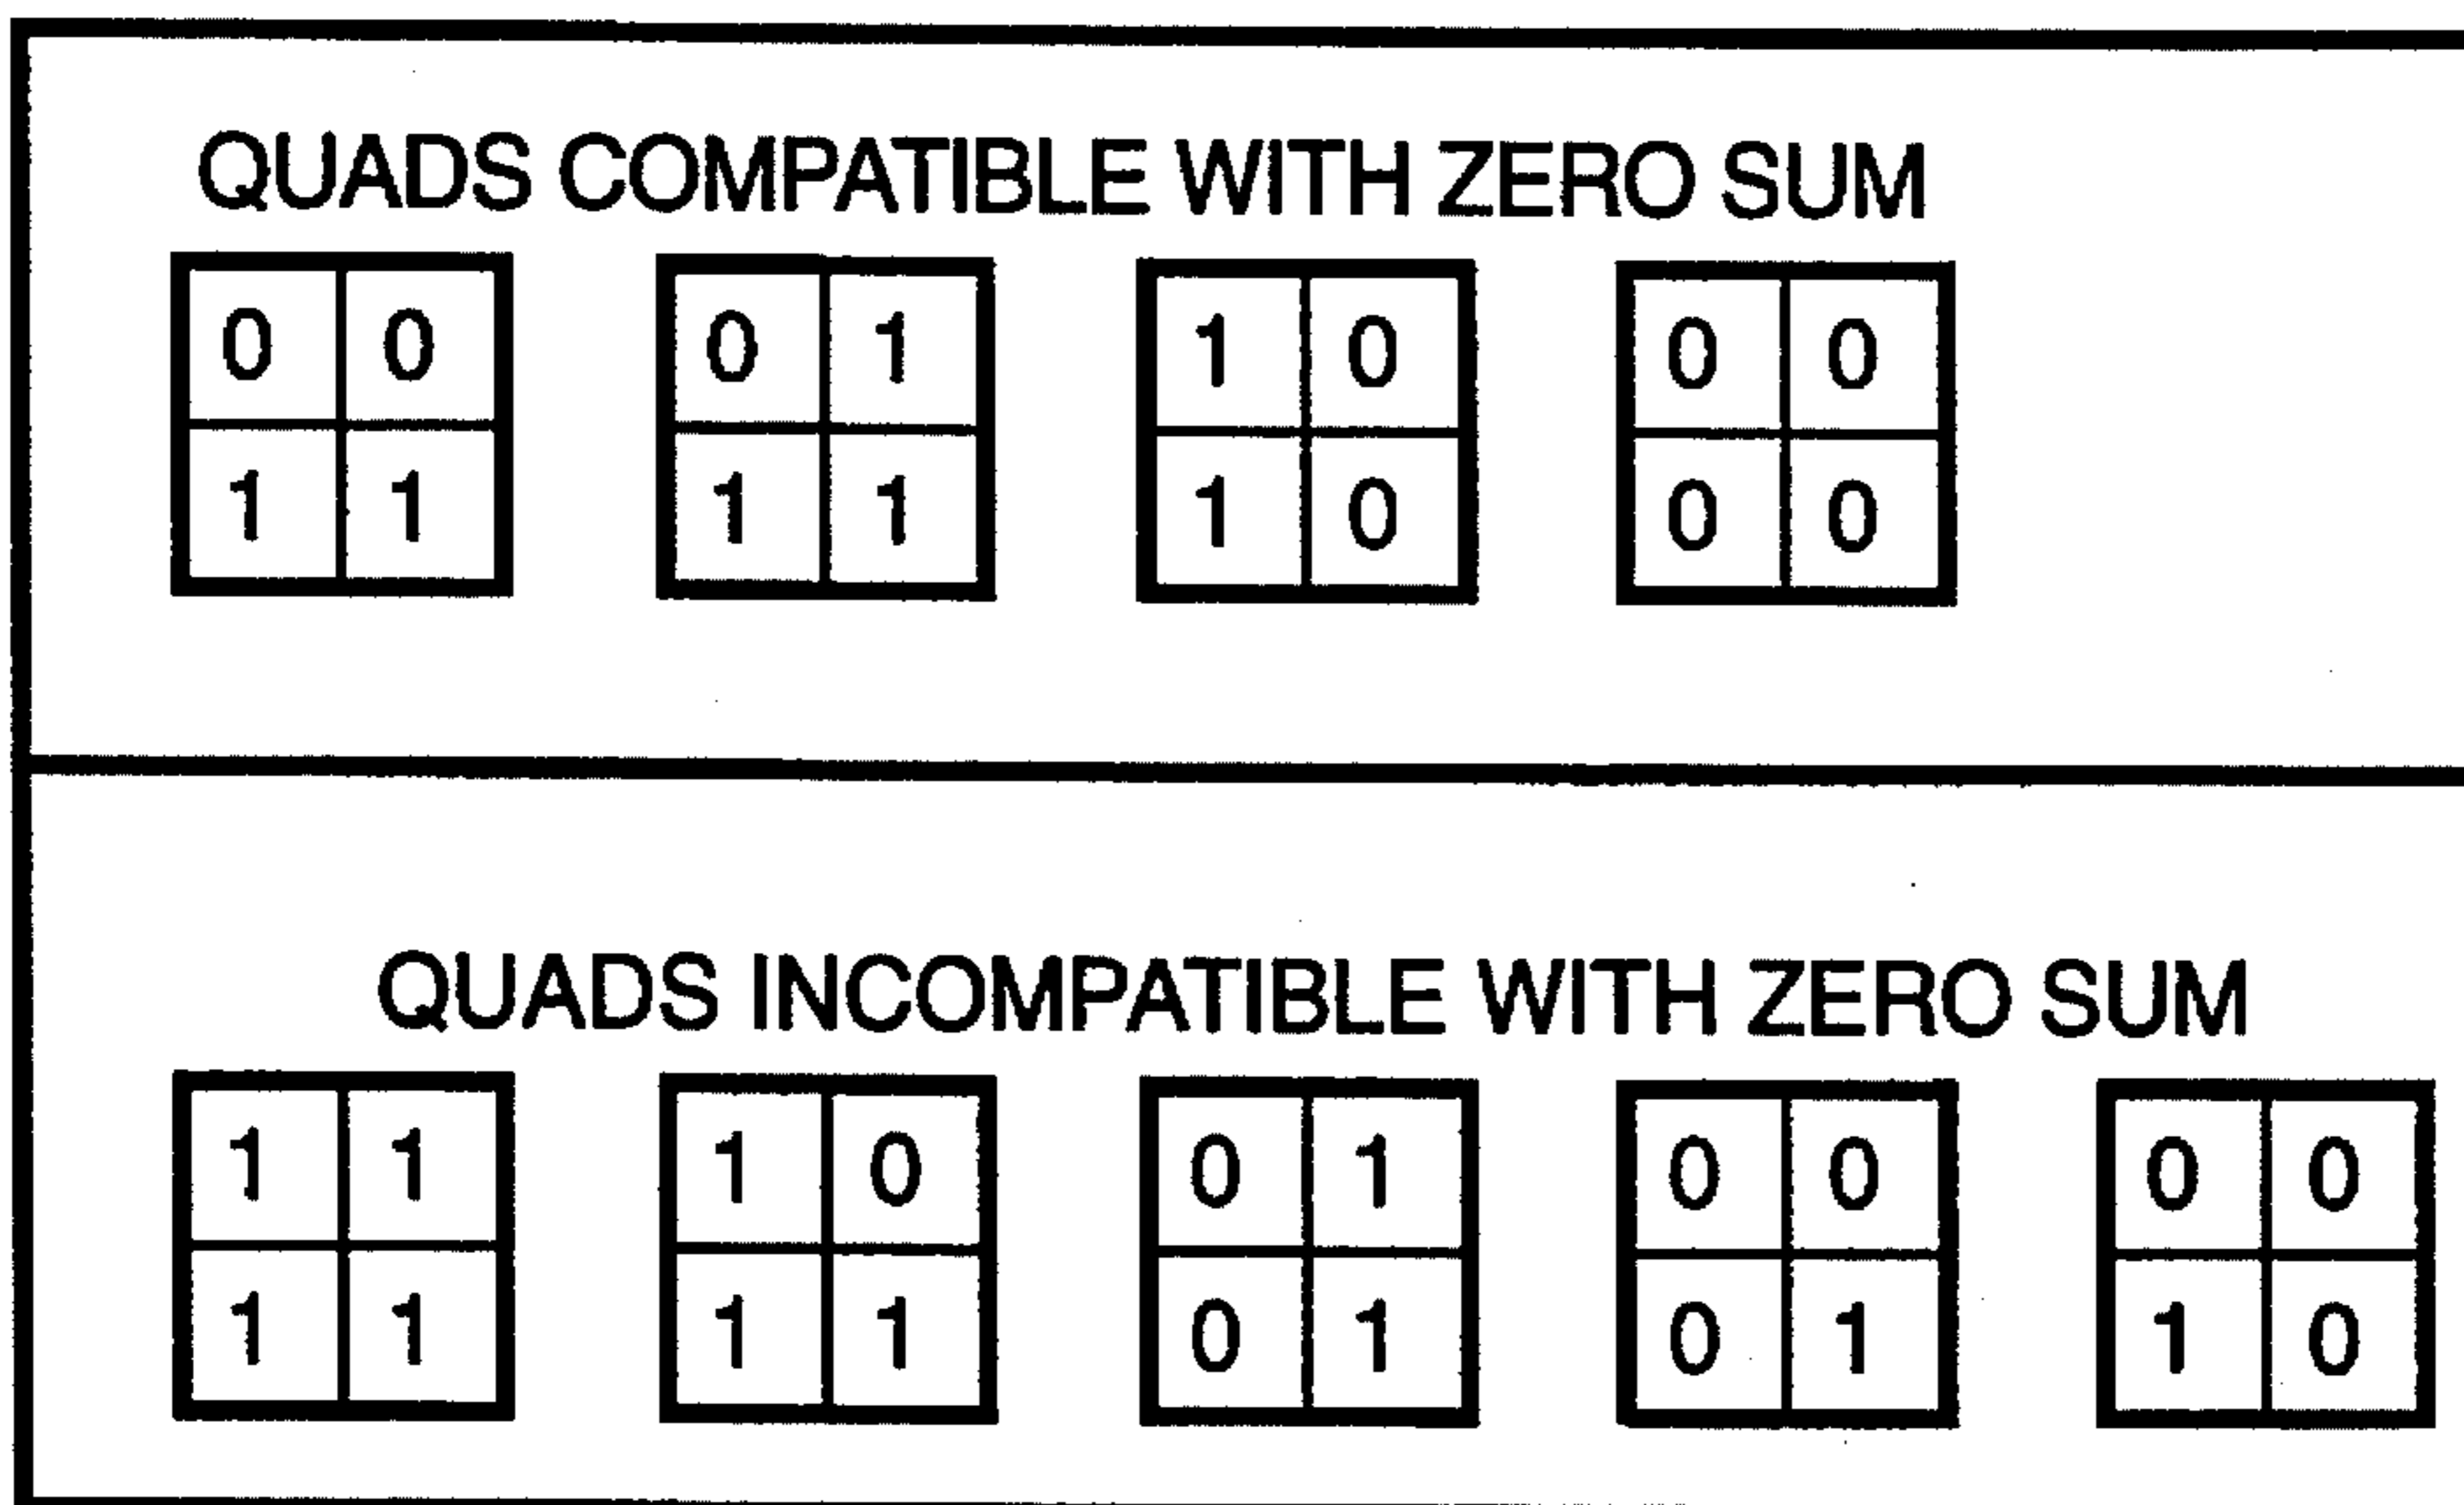 QUADS COMPATIBLE WITH ZERO SUM
0 0 0 1 1 0 0 0
1 1 1 1 1 0 0 0
QUADS INCOMPATIBLE WITH ZERO SUM
1 1 1 0 0 1 0 0 0 0
1 1 1 1 0 1 0 1 1 0